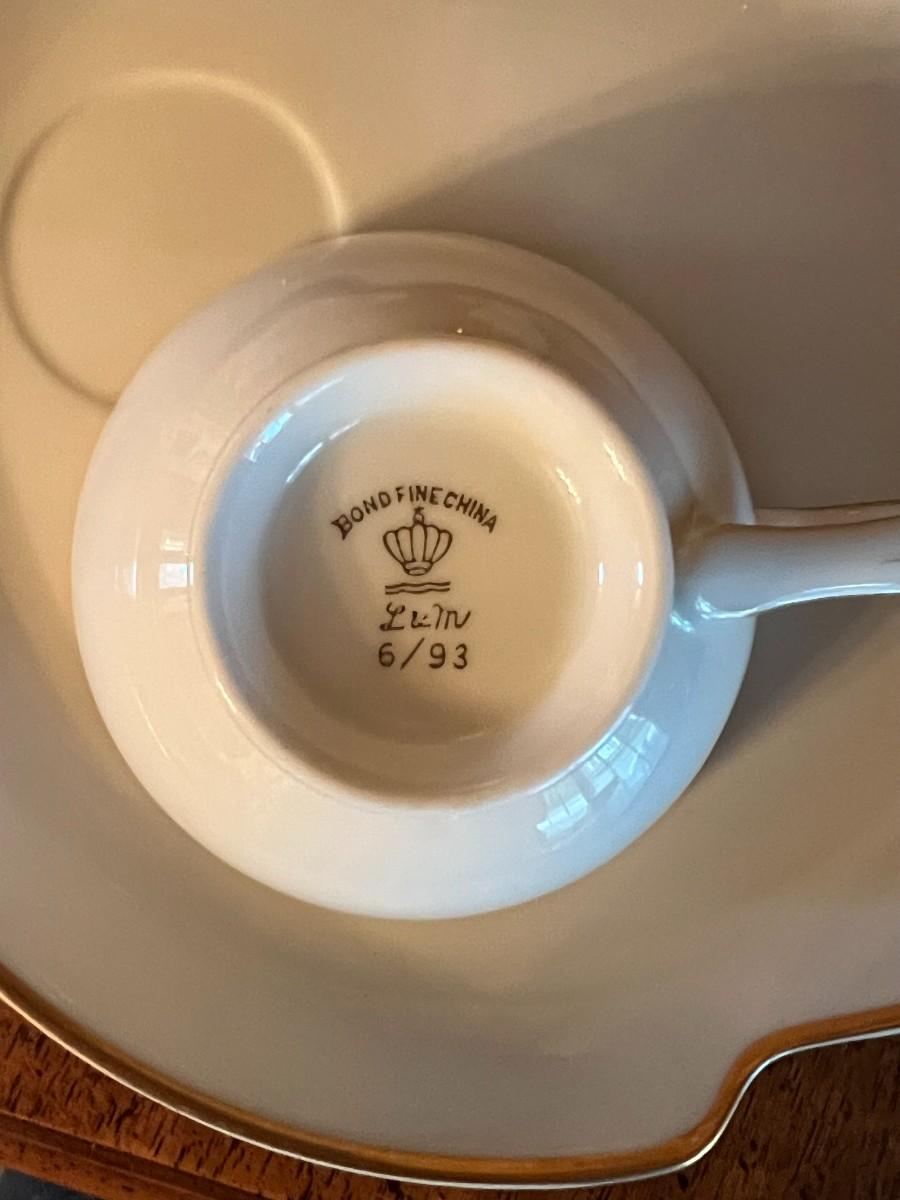 BOND FINE CHINA
L & M
6/93